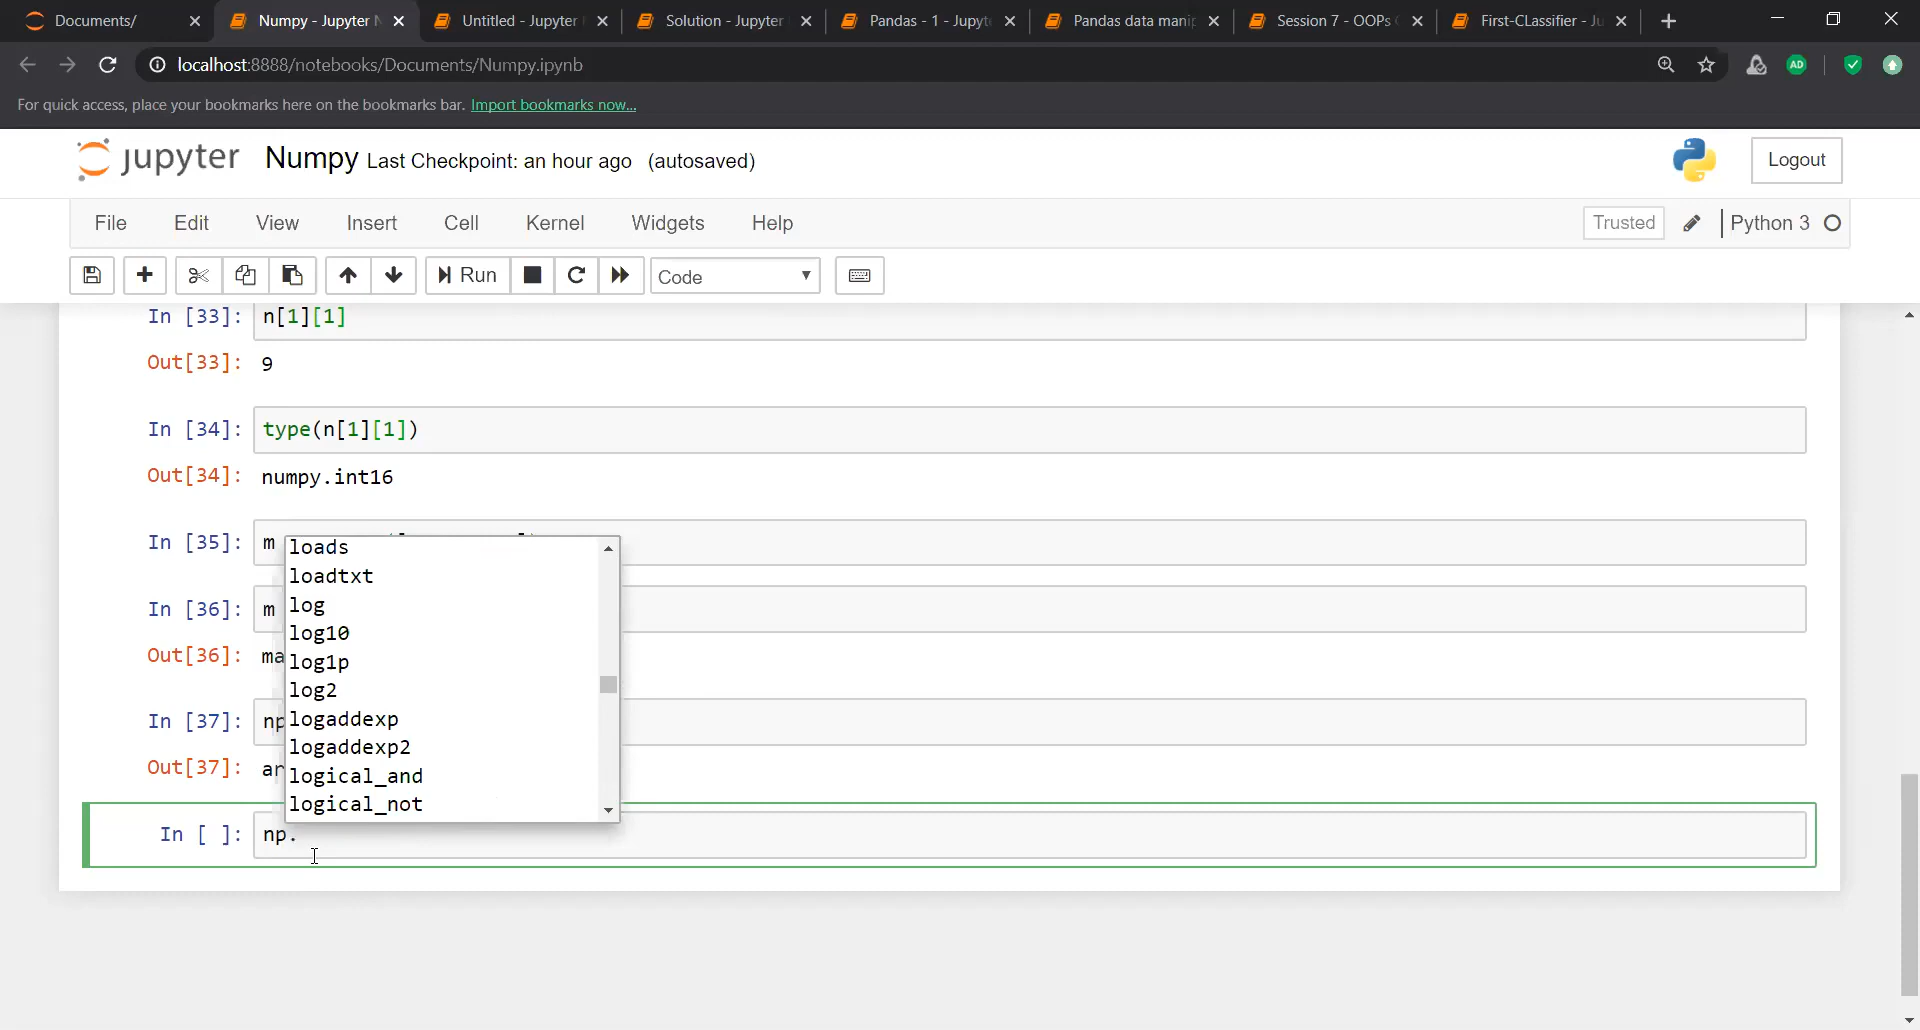 Documents/
Numpy - Jupyter N
Untitled - Jupyter
Solution - Jupyter
Pandas - 1 - Jupyt
Pandas data manip
Session 7 - OOPs
First-CLassifier - Ju
localhost:8888/notebooks/Documents/Numpy.ipynb
AD
For quick access, place your bookmarks here on the bookmarks bar. Import bookmarks now...
jupyter Numpy Last Checkpoint: an hour ago (autosaved)
Logout
File Edit View Insert Cell Kernel Widgets Help
Trusted
Python 3
Run
Code
In [33]: n[1][1]
Out[33]: 9
In [34]: type(n[1][1])
Out[34]: numpy.int16
In [35]: m
loads
loadtxt
In [36]: m
log
log10
Out[36]: ma
log1p
log2
In [37]: np
logaddexp
logaddexp2
Out[37]: ar
logical_and
logical_not
In [ ]: np.